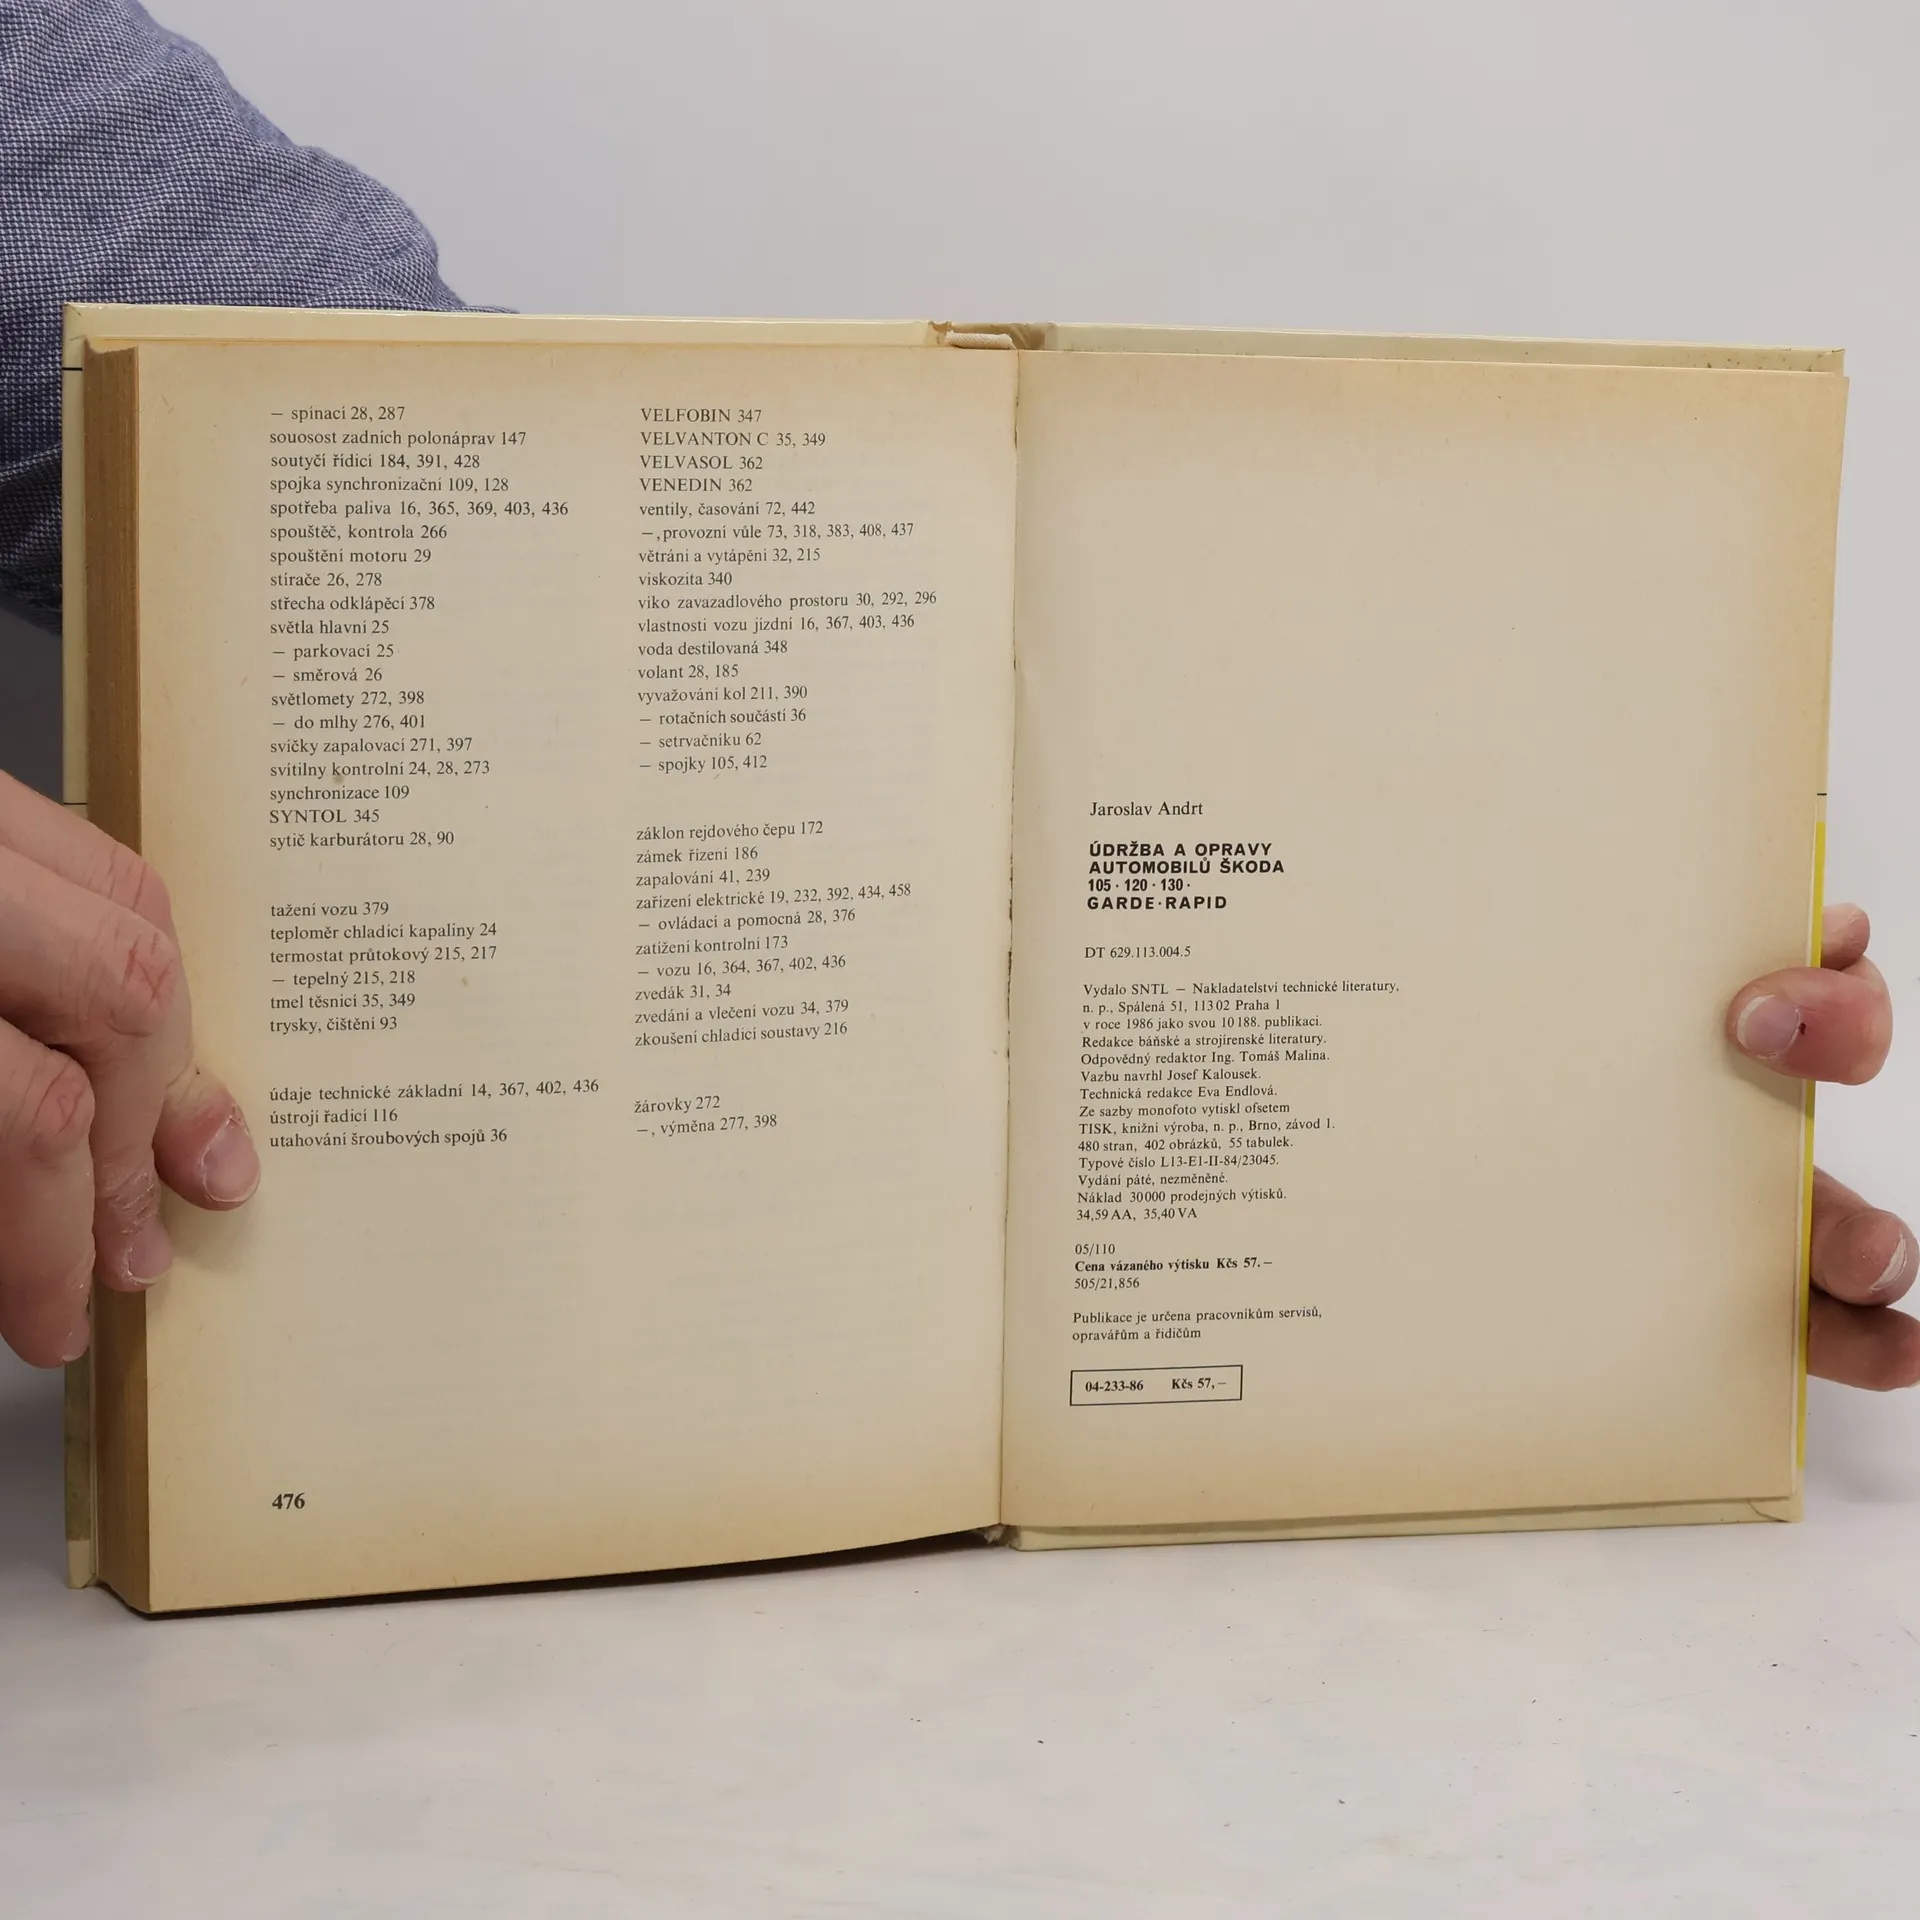 — spínací 28, 287
souosost zadních polonáprav 147
soutyčí řídicí 184, 391, 428
spojka synchronizační 109, 128
spotřeba paliva 16, 365, 369, 403, 436
spouštěč, kontrola 266
spouštění motoru 29
stírače 26, 278
střecha odklápěcí 378
světla hlavní 25
— parkovací 25
— směrová 26
světlomety 272, 398
— do mlhy 276, 401
svíčky zapalovací 271, 397
svítilny kontrolní 24, 28, 273
synchronizace 109
SYNTOL 345
sytič karburátoru 28, 90
tažení vozu 379
teploměr chladicí kapaliny 24
termostat průtokový 215, 217
— tepelný 215, 218
tmel těsnicí 35, 349
trysky, čištění 93
údaje technické základní 14, 367, 402, 436
ústrojí řadicí 116
utahování šroubových spojů 36
476
VELFOBIN 347
VELVANTON C 35, 349
VELVASOL 362
VENEDIN 362
ventily, časování 72, 442
—, provozní vůle 73, 318, 383, 408, 437
větrání a vytápění 32, 215
viskozita 340
víko zavazadlového prostoru 30, 292, 296
vlastnosti vozu jízdní 16, 367, 403, 436
voda destilovaná 348
volant 28, 185
vyvažování kol 211, 390
— rotačních součástí 36
— setrvačníku 62
— spojky 105, 412
záklon rejdového čepu 172
zámek řízení 186
zapalování 41, 239
zařízení elektrické 19, 232, 392, 434, 458
— ovládací a pomocná 28, 376
zatížení kontrolní 173
— vozu 16, 364, 367, 402, 436
zvedák 31, 34
zvedání a vlečení vozu 34, 379
zkoušení chladicí soustavy 216
žárovky 272
—, výměna 277, 398
Jaroslav Andrt
ÚDRŽBA A OPRAVY
AUTOMOBILŮ ŠKODA
105 · 120 · 130 ·
GARDE · RAPID
DT 629.113.004.5
Vydalo SNTL — Nakladatelství technické literatury,
n. p., Spálená 51, 113 02 Praha 1
v roce 1986 jako svou 10 188. publikaci.
Redakce báňské a strojírenské literatury.
Odpovědný redaktor Ing. Tomáš Malina.
Vazbu navrhl Josef Kalousek.
Technická redakce Eva Endlová.
Ze sazby monofoto vytiskl ofsetem
TISK, knižní výroba, n. p., Brno, závod 1.
480 stran, 402 obrázků, 55 tabulek.
Typové číslo L13-E1-II-84/23045.
Vydání páté, nezměněné.
Náklad 30 000 prodejných výtisků.
34,59 AA, 35,40 VA
05/110
Cena vázaného výtisku Kčs 57.—
505/21,856
Publikace je určena pracovníkům servisů,
opravářům a řidičům
04-233-86 Kčs 57,—